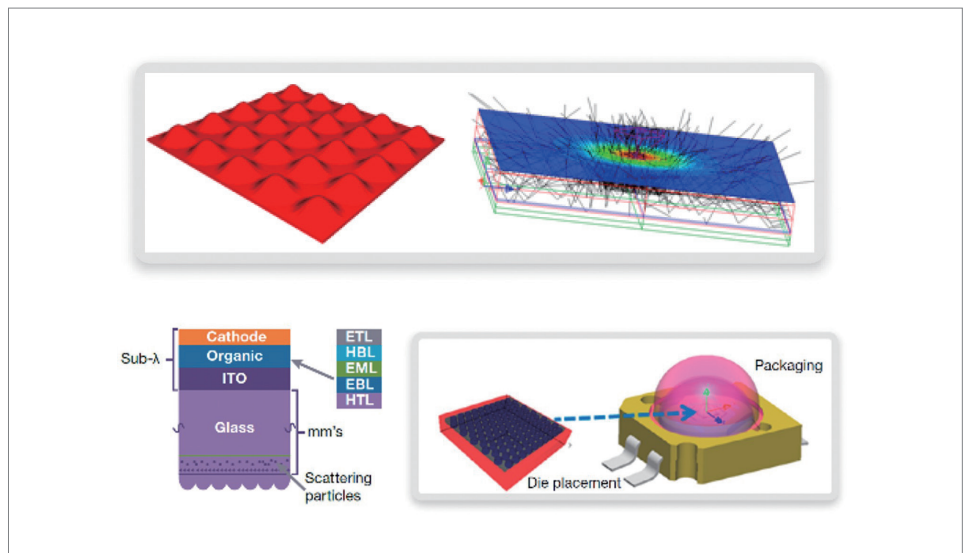 Cathode
Organic
ITO
Glass
Sub-λ
mm's
Scattering
particles
ETL
HBL
EML
EBL
HTL
Packaging
Die placement